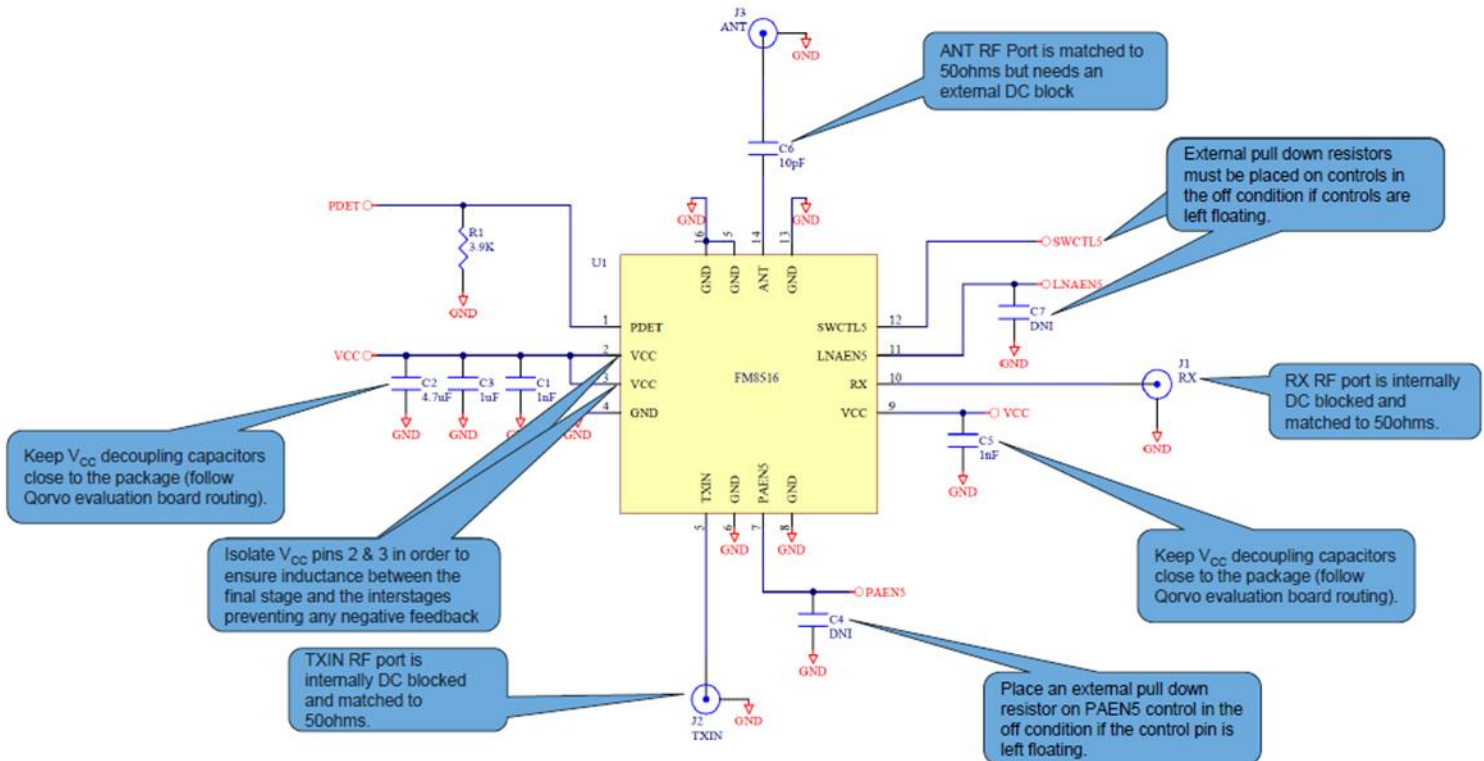 J3
ANT
GND
ANT RF Port is matched to
50ohms but needs an
external DC block
C6
10pF
External pull down resistors
must be placed on controls in
the off condition if controls are
left floating.
PDET
R1
3.9K
GND
GND
GND
16
5
14
13
U1
GND
GND
ANT
GND
SWCTL5
LNAEN5
C7
DNI
GND
1
PDET
SWCTL5
12
VCC
2
VCC
LNAEN5
11
C2
4.7uF
C3
1uF
C1
1nF
3
VCC
FM8516
RX
10
J1
RX
GND
4
GND
VCC
9
VCC
C5
1nF
GND
GND
GND
GND
GND
GND
RX RF port is internally
DC blocked and
matched to 50ohms.
Keep VCC decoupling capacitors
close to the package (follow
Qorvo evaluation board routing).
TXIN
GND
PAEN5
GND
5
6
7
8
GND
GND
Isolate VCC pins 2 & 3 in order to
ensure inductance between the
final stage and the interstages
preventing any negative feedback
Keep VCC decoupling capacitors
close to the package (follow
Qorvo evaluation board routing).
PAEN5
C4
DNI
GND
TXIN RF port is
internally DC blocked
and matched to
50ohms.
J2
TXIN
GND
Place an external pull down
resistor on PAEN5 control in the
off condition if the control pin is
left floating.